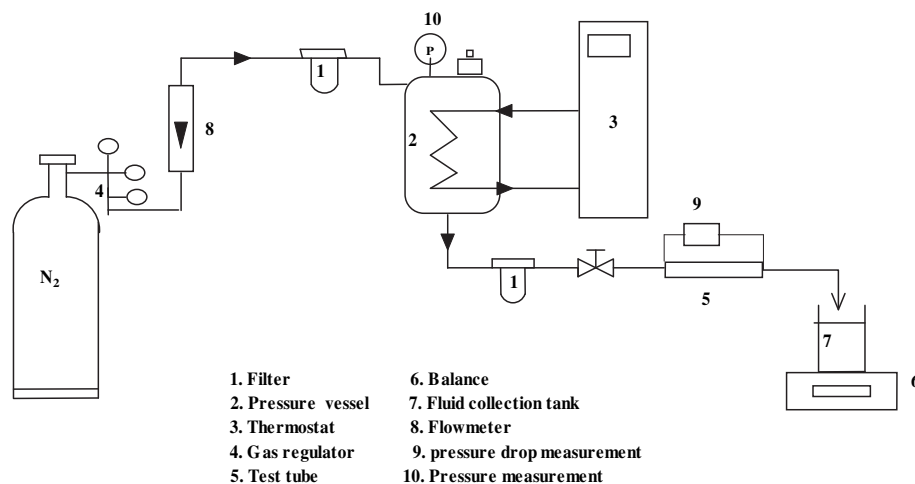 10
P
1
8
2
3
4
9
N₂
1
5
7
6
1. Filter
2. Pressure vessel
3. Thermostat
4. Gas regulator
5. Test tube
6. Balance
7. Fluid collection tank
8. Flowmeter
9. pressure drop measurement
10. Pressure measurement